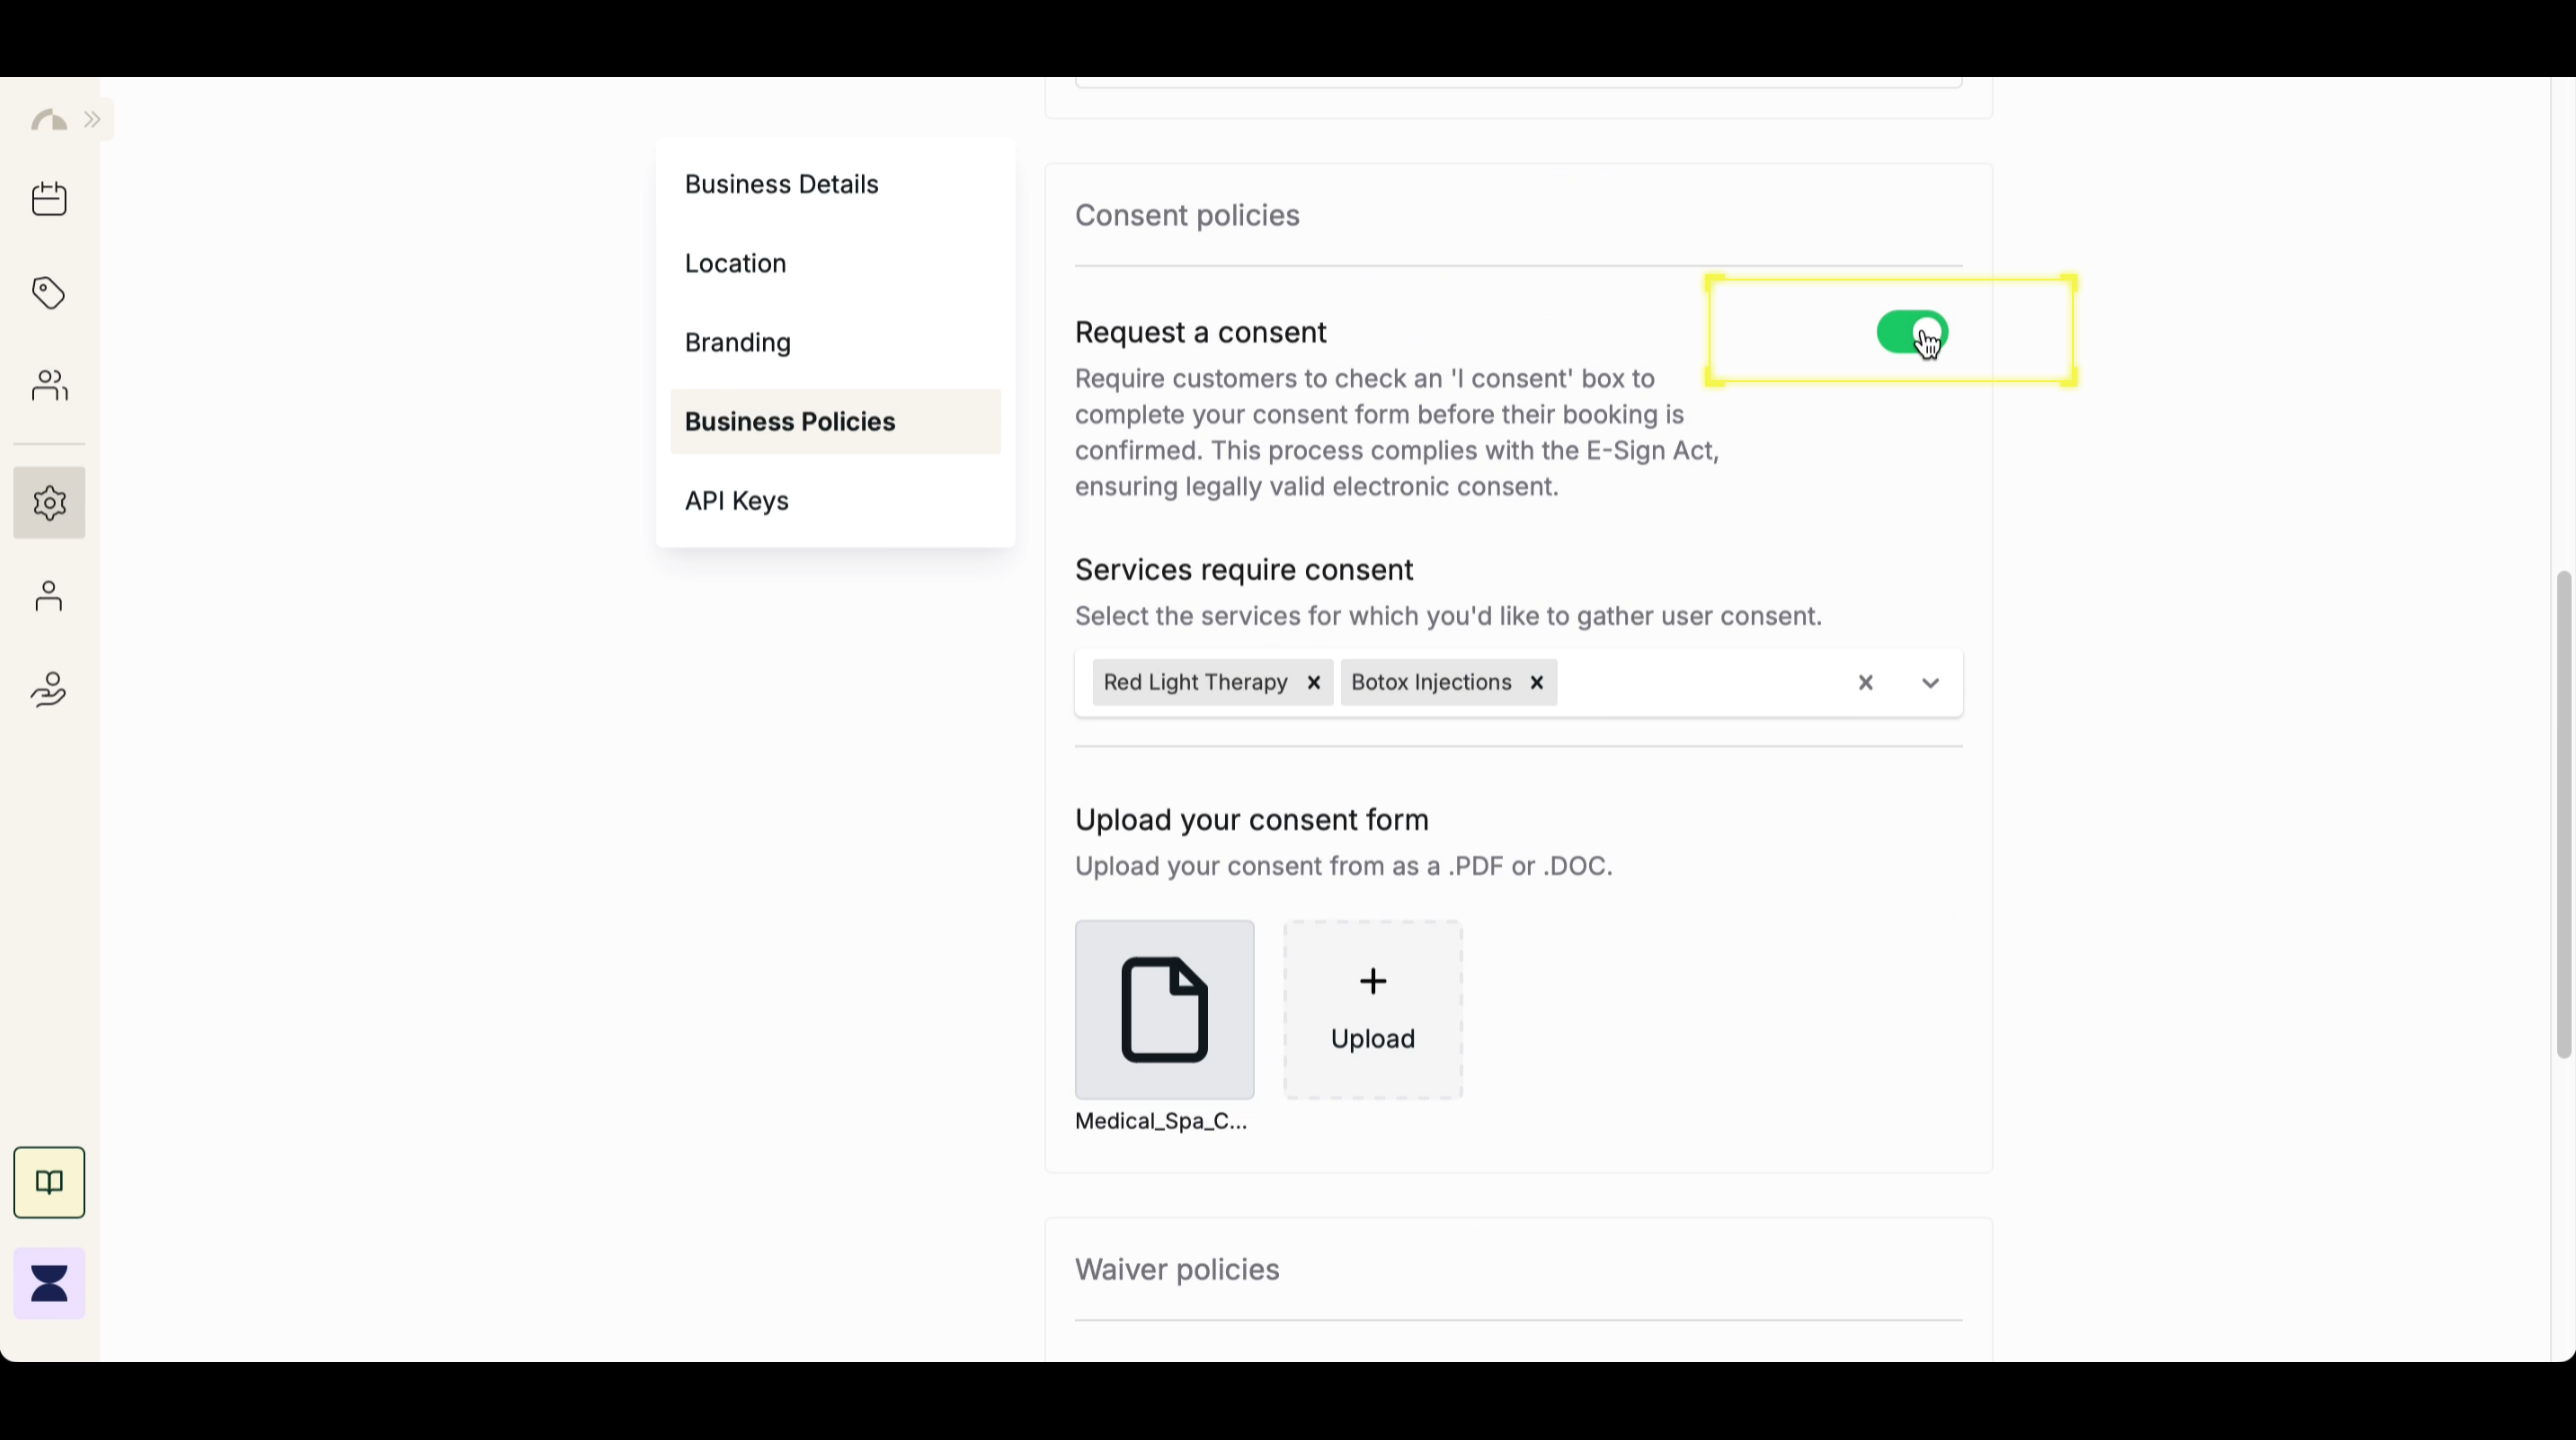 Business Details
Location
Branding
Business Policies
API Keys
Consent policies
Request a consent
Require customers to check an 'I consent' box to
complete your consent form before their booking is
confirmed. This process complies with the E-Sign Act,
ensuring legally valid electronic consent.
Services require consent
Select the services for which you'd like to gather user consent.
Red Light Therapy
Botox Injections
Upload your consent form
Upload your consent from as a .PDF or .DOC.
Upload
Medical_Spa_C...
Waiver policies